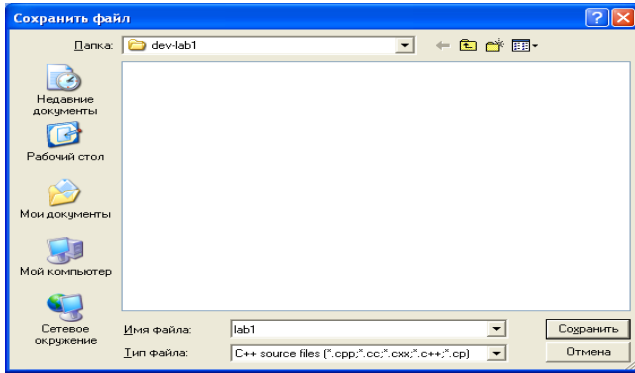 Сохранить файл
Папка: dev-lab1
Недавние
документы
Рабочий стол
Мои документы
Мой компьютер
Сетевое
окружение
Имя файла: lab1 Сохранить
Тип файла: C++ source files (*.cpp;*.cc;*.cxx;*.c++;*.cp) Отмена